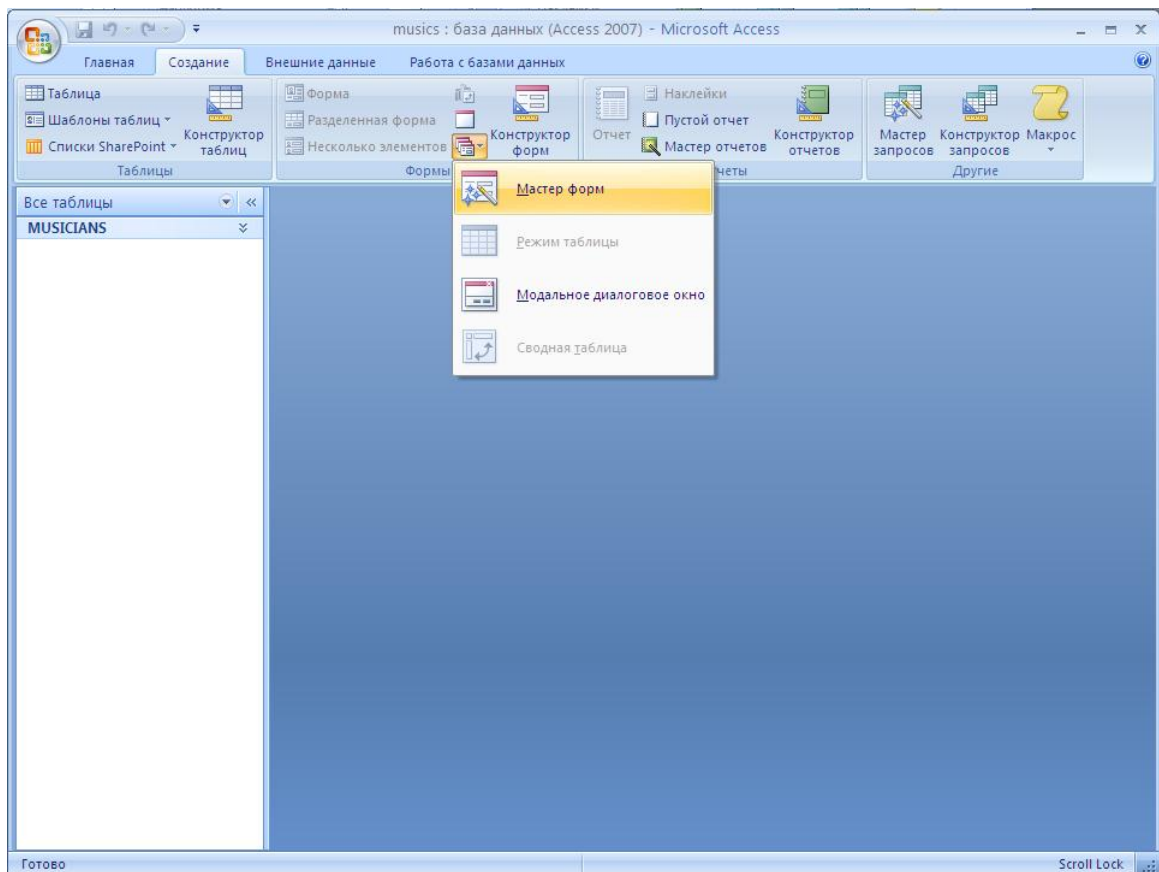 musics : база данных (Access 2007) - Microsoft Access
Главная Создание Внешние данные Работа с базами данных
Таблица
Шаблоны таблиц
Списки SharePoint
Конструктор
таблиц
Таблицы
Форма
Разделенная форма
Несколько элементов
Конструктор
форм
Формы
Отчет
Наклейки
Пустой отчет
Мастер отчетов
Конструктор
отчетов
четы
Мастер
запросов
Конструктор
запросов
Макрос
Другие
Мастер форм
Режим таблицы
Модальное диалоговое окно
Сводная таблица
Все таблицы
MUSICIANS
Готово
Scroll Lock